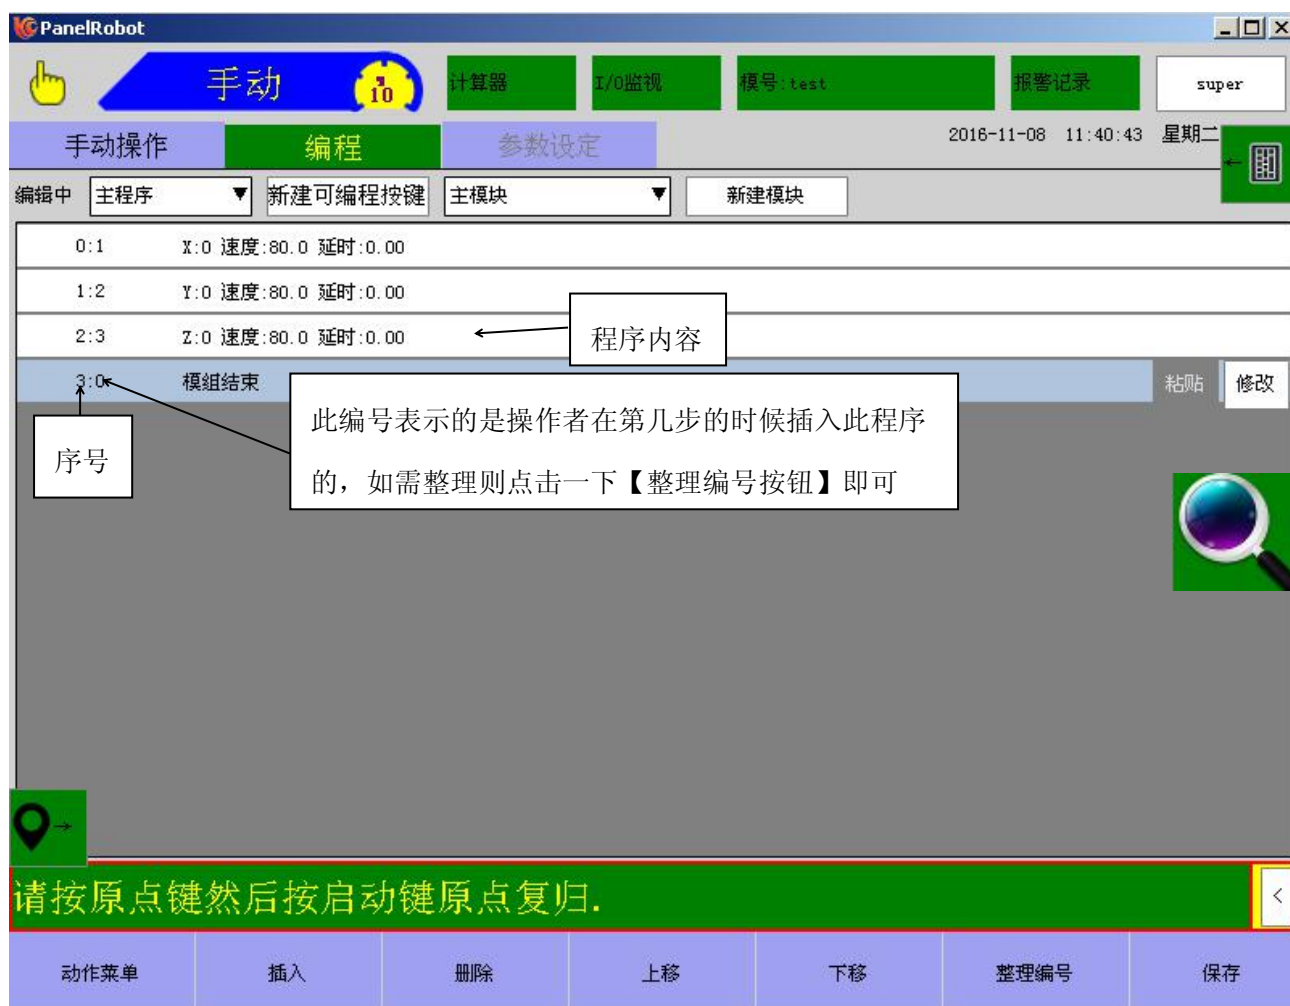 PanelRobot
手动
10
计算器
I/O监视
模号:test
报警记录
super
手动操作
编程
参数设定
2016-11-08 11:40:43 星期二
编辑中
主程序
新建可编程按键
主模块
新建模块
0:1 X:0 速度:80.0 延时:0.00
1:2 Y:0 速度:80.0 延时:0.00
2:3 Z:0 速度:80.0 延时:0.00
程序内容
3:0 模组结束
粘贴
修改
序号
此编号表示的是操作者在第几步的时候插入此程序
的，如需整理则点击一下【整理编号按钮】即可
请按原点键然后按启动键原点复归.
<
动作菜单
插入
删除
上移
下移
整理编号
保存